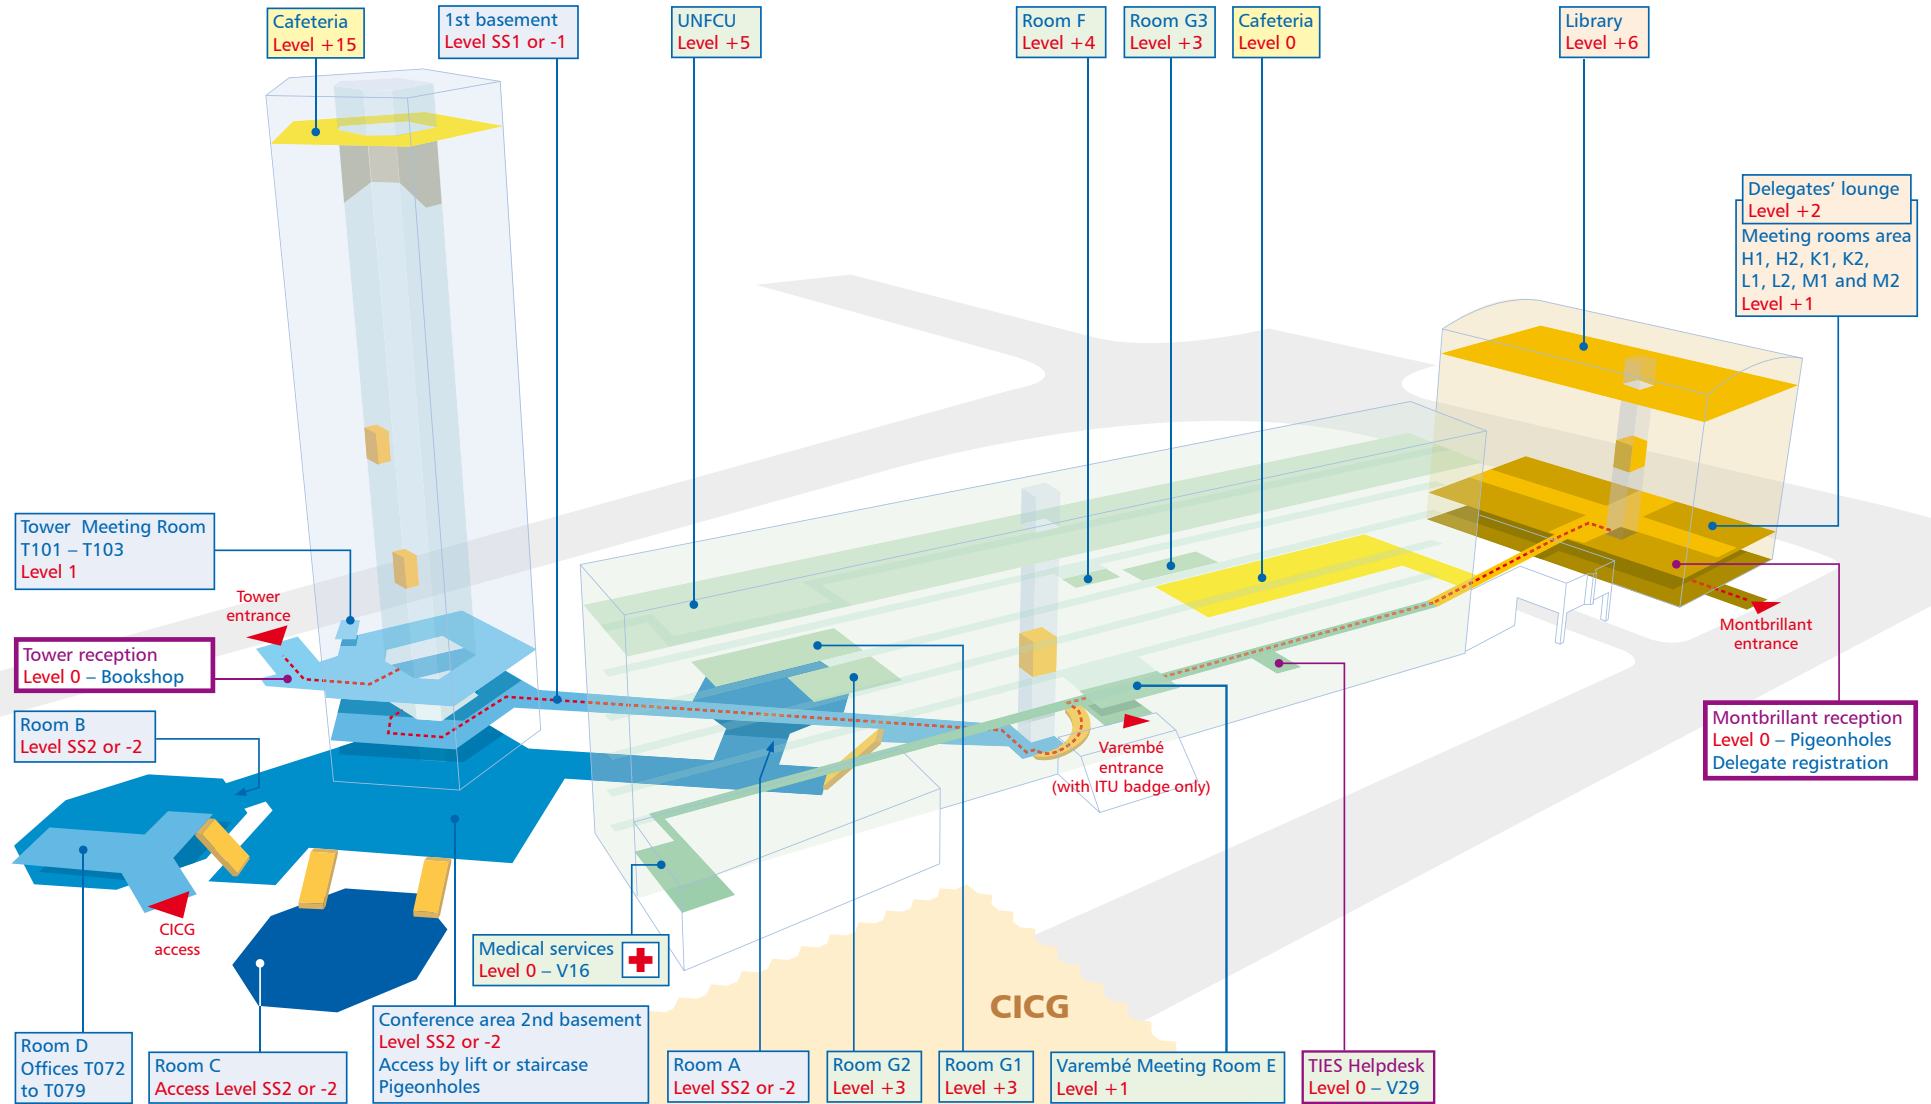 Cafeteria
Level +15
1st basement
Level SS1 or -1
UNFCU
Level +5
Room F
Level +4
Room G3
Level +3
Cafeteria
Level 0
Library
Level +6
Delegates’ lounge
Level +2
Meeting rooms area
H1, H2, K1, K2,
L1, L2, M1 and M2
Level +1
Tower Meeting Room
T101 – T103
Level 1
Tower
entrance
Tower reception
Level 0 – Bookshop
Room B
Level SS2 or -2
Montbrillant
entrance
Montbrillant reception
Level 0 – Pigeonholes
Delegate registration
Varembé
entrance
(with ITU badge only)
CICG
access
Medical services
Level 0 – V16
CICG
Room D
Offices T072
to T079
Room C
Access Level SS2 or -2
Conference area 2nd basement
Level SS2 or -2
Access by lift or staircase
Pigeonholes
Room A
Level SS2 or -2
Room G2
Level +3
Room G1
Level +3
Varembé Meeting Room E
Level +1
TIES Helpdesk
Level 0 – V29